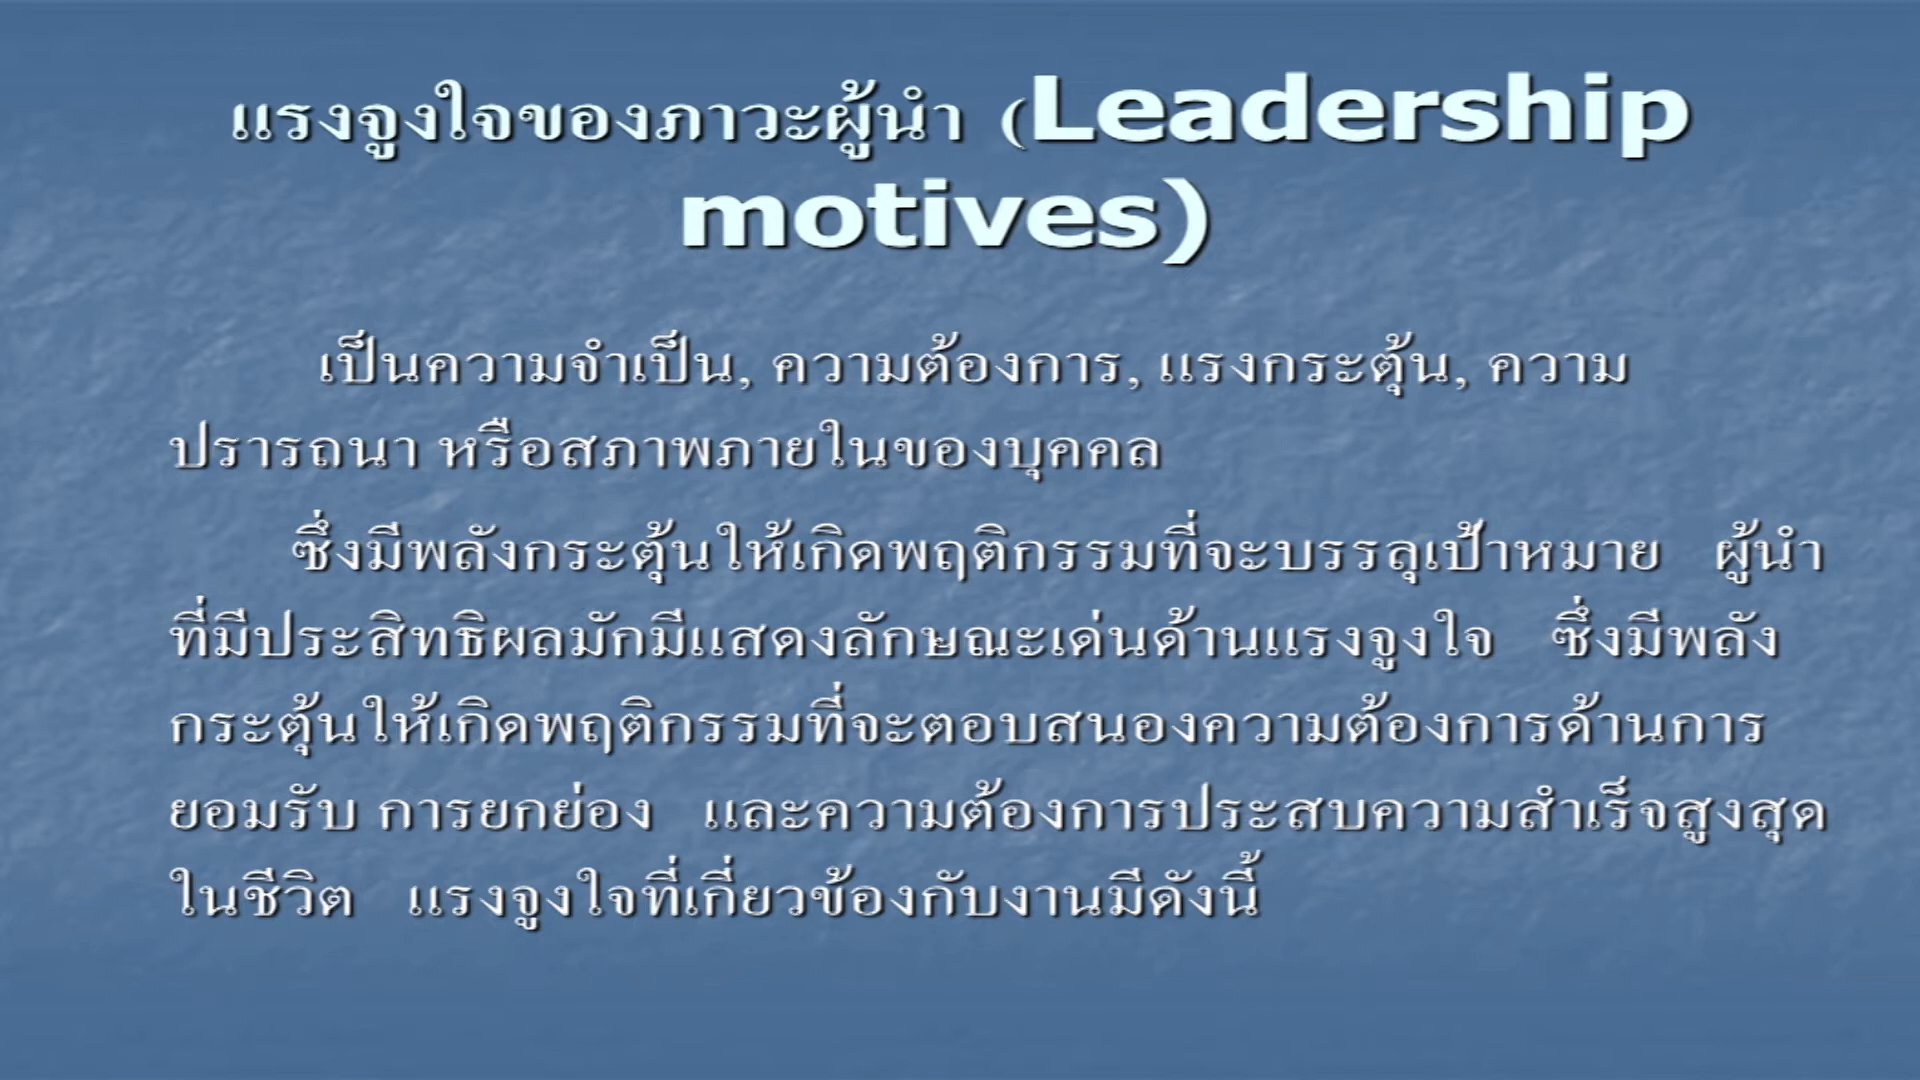 แรงจูงใจของภาวะผู้นำ (Leadership
motives)
เป็นความจำเป็น, ความต้องการ, แรงกระตุ้น, ความ
ปรารถนา หรือสภาพภายในของบุคคล
ซึ่งมีพลังกระตุ้นให้เกิดพฤติกรรมที่จะบรรลุเป้าหมาย ผู้นำ
ที่มีประสิทธิผลมักมีแสดงลักษณะเด่นด้านแรงจูงใจ ซึ่งมีพลัง
กระตุ้นให้เกิดพฤติกรรมที่จะตอบสนองความต้องการด้านการ
ยอมรับ การยกย่อง และความต้องการประสบความสำเร็จสูงสุด
ในชีวิต แรงจูงใจที่เกี่ยวข้องกับงานมีดังนี้